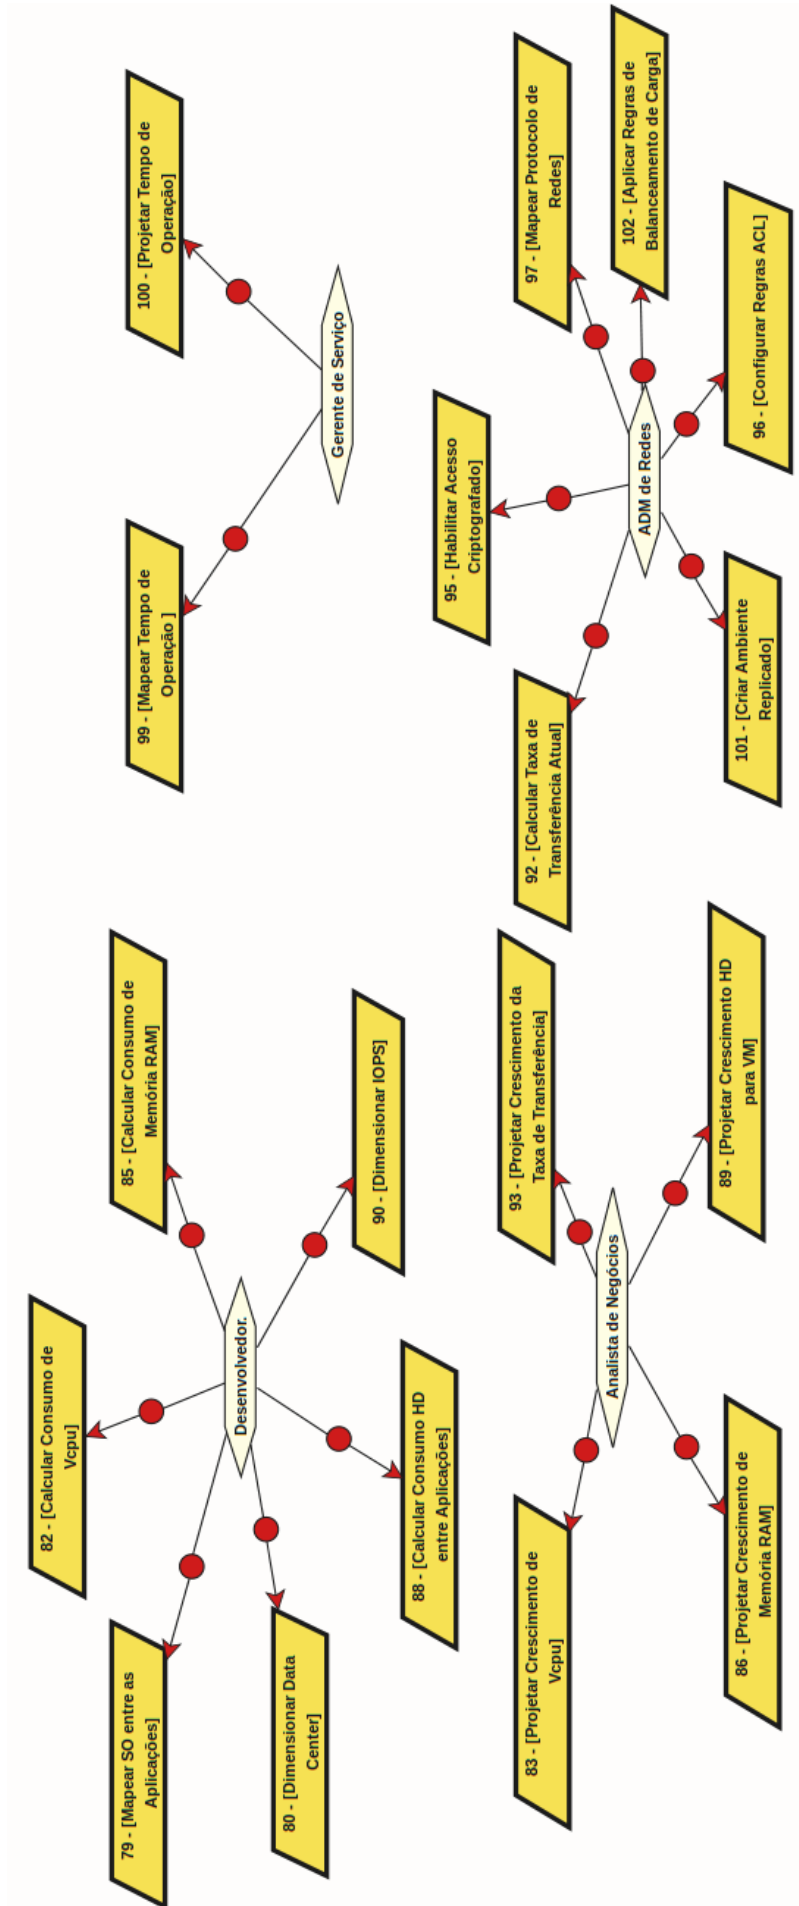 82 - [Calcular Consumo de
Vcpu]
79 - [Mapear SO entre as
Aplicações]
85 - [Calcular Consumo de
Memória RAM]
Desenvolvedor.
80 - [Dimensionar Data
Center]
90 - [Dimensionar IOPS]
88 - [Calcular Consumo HD
entre Aplicações]
99 - [Mapear Tempo de
Operação ]
100 - [Projetar Tempo de
Operação]
Gerente de Serviço
83 - [Projetar Crescimento de
Vcpu]
93 - [Projetar Crescimento da
Taxa de Transferência]
Analista de Negócios
86 - [Projetar Crescimento de
Memória RAM]
89 - [Projetar Crescimento HD
para VM]
95 - [Habilitar Acesso
Criptografado]
92 - [Calcular Taxa de
Transferência Atual]
97 - [Mapear Protocolo de
Redes]
ADM de Redes
102 - [Aplicar Regras de
Balanceamento de Carga]
101 - [Criar Ambiente
Replicado]
96 - [Configurar Regras ACL]